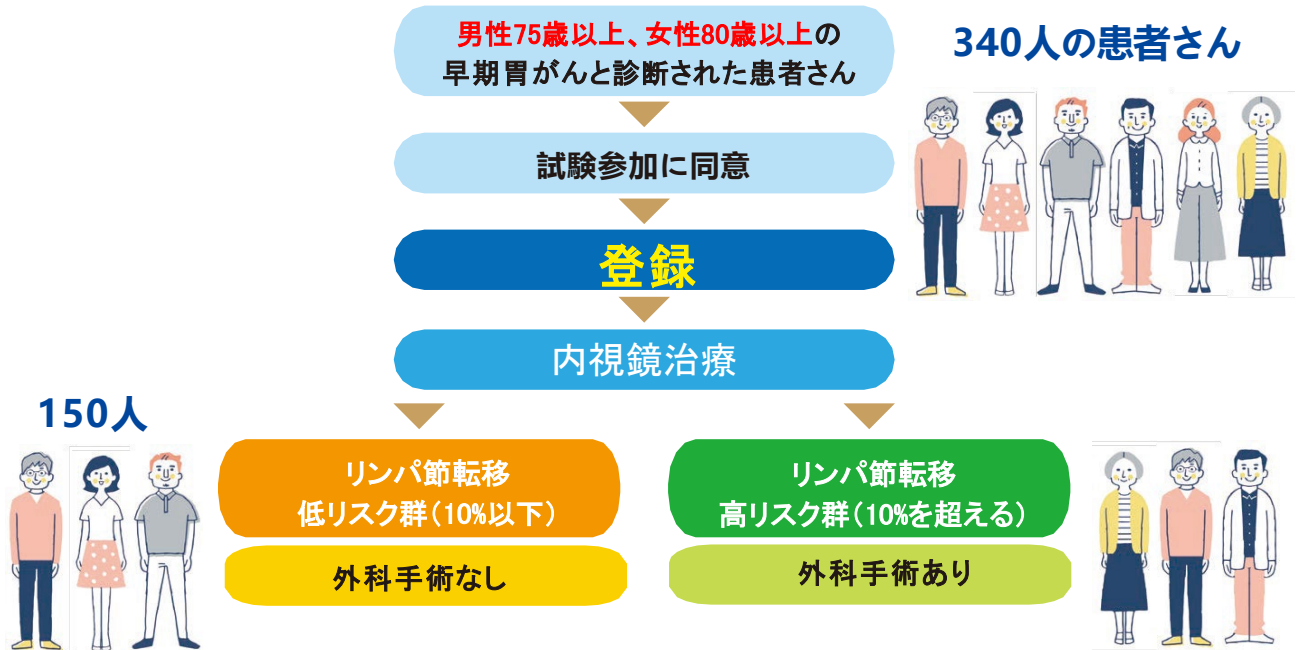 男性75歳以上、女性80歳以上の
早期胃がんと診断された患者さん
340人の患者さん
試験参加に同意
登録
内視鏡治療
150人
リンパ節転移
低リスク群(10%以下)
外科手術なし
リンパ節転移
高リスク群(10%を超える)
外科手術あり